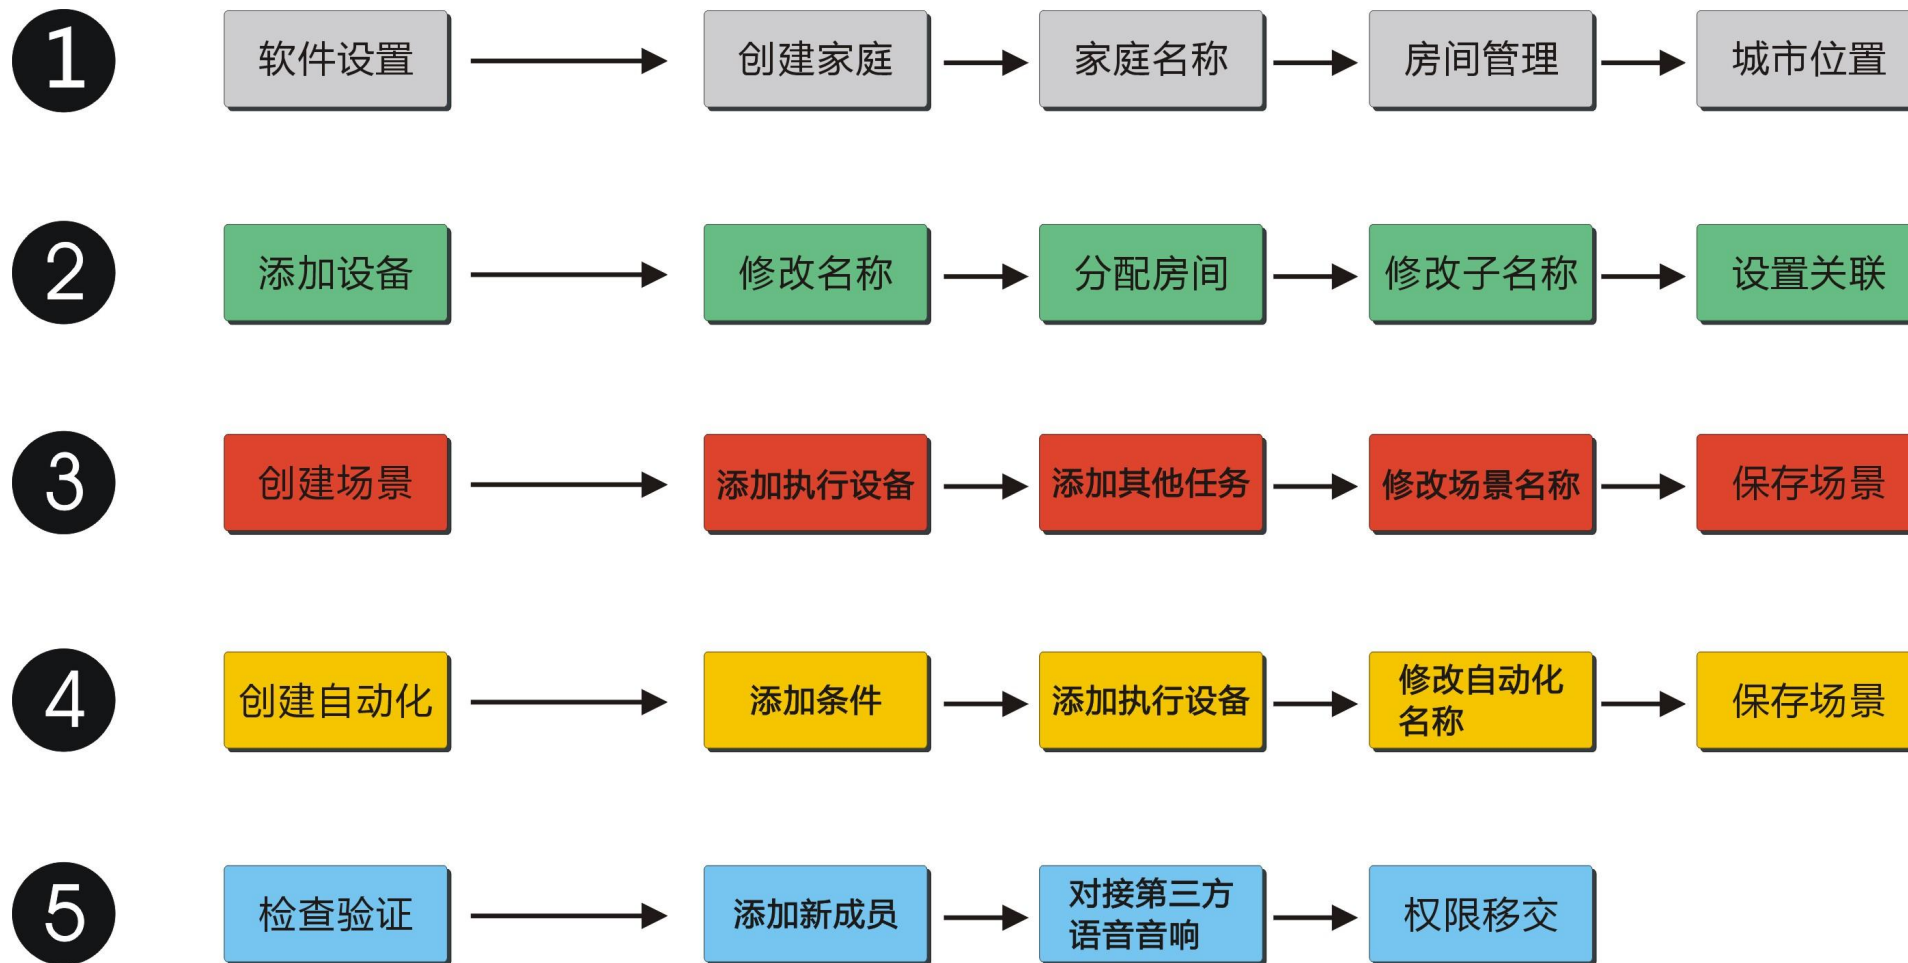 1 软件设置 创建家庭 家庭名称 房间管理 城市位置
2 添加设备 修改名称 分配房间 修改子名称 设置关联
3 创建场景 添加执行设备 添加其他任务 修改场景名称 保存场景
4 创建自动化 添加条件 添加执行设备 修改自动化
名称 保存场景
5 检查验证 添加新成员 对接第三方
语音音响 权限移交